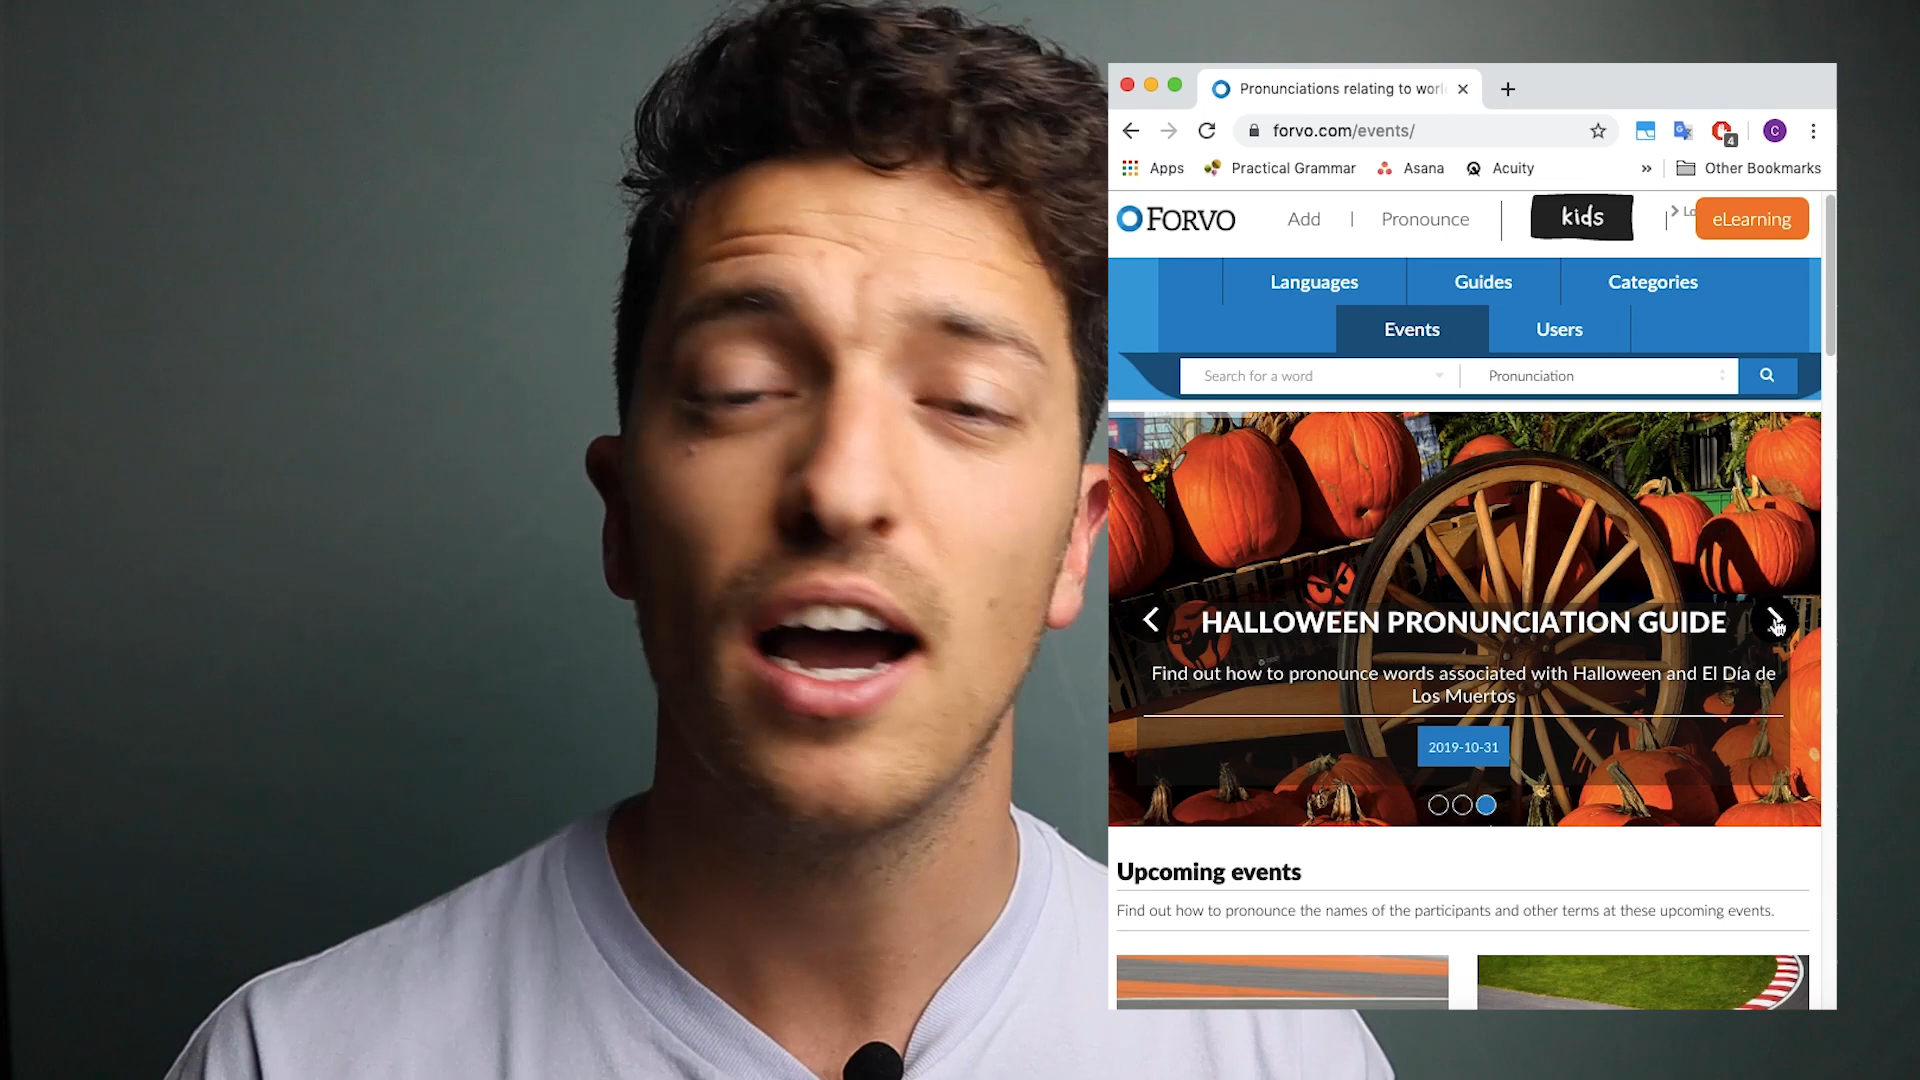 Pronunciations relating to worl
forvo.com/events/
4
C
Apps
Practical Grammar
Asana
Acuity
»
Other Bookmarks
FORVO
Add
Pronounce
kids
Lo
eLearning
Languages
Guides
Categories
Events
Users
Search for a word
Pronunciation
HALLOWEEN PRONUNCIATION GUIDE
Find out how to pronounce words associated with Halloween and El Día de
Los Muertos
2019-10-31
Upcoming events
Find out how to pronounce the names of the participants and other terms at these upcoming events.